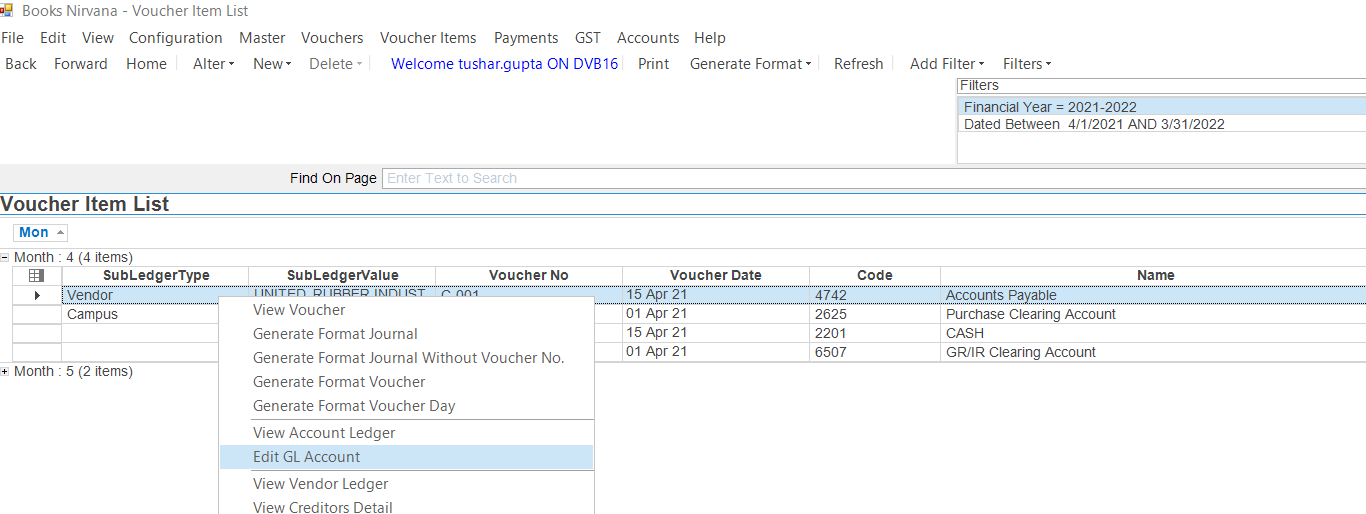 Books Nirvana - Voucher Item List
File Edit View Configuration Master Vouchers Voucher Items Payments GST Accounts Help
Back Forward Home Alter New Delete Welcome tushar.gupta ON DVB16 Print Generate Format Refresh Add Filter Filters
Filters
Financial Year = 2021-2022
Dated Between 4/1/2021 AND 3/31/2022
Find On Page Enter Text to Search
Voucher Item List
Mon
Month : 4 (4 items)
SubLedgerType SubLedgerValue Voucher No Voucher Date Code Name
Vendor UNITED RUBBER INDUST C-001 15 Apr 21 4742 Accounts Payable
Campus 01 Apr 21 2625 Purchase Clearing Account
15 Apr 21 2201 CASH
01 Apr 21 6507 GR/IR Clearing Account
Month : 5 (2 items)
View Voucher
Generate Format Journal
Generate Format Journal Without Voucher No.
Generate Format Voucher
Generate Format Voucher Day
View Account Ledger
Edit GL Account
View Vendor Ledger
View Creditors Detail